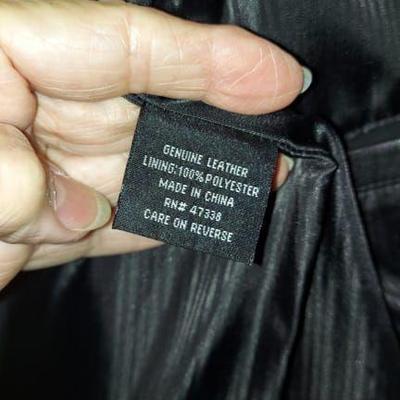 GENUINE LEATHER
LINING:100% POLYESTER
MADE IN CHINA
RN# 47338
CARE ON REVERSE